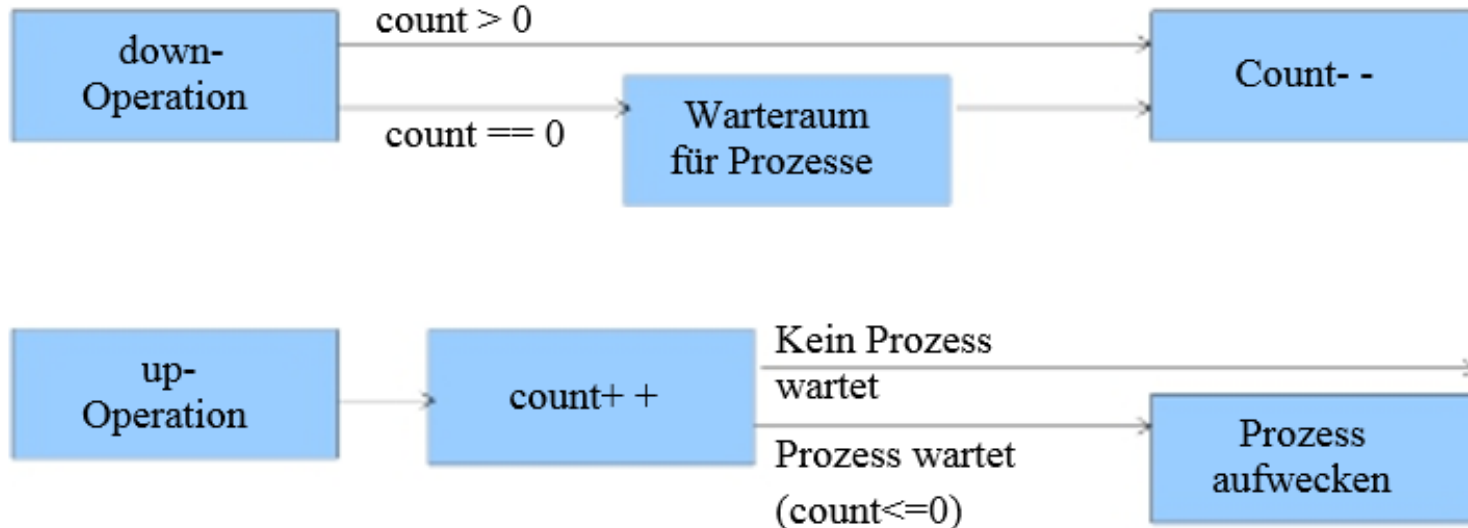 down-
Operation
count > 0
count == 0
Warteraum
für Prozesse
Count- -
up-
Operation
count+ +
Kein Prozess
wartet
Prozess wartet
(count<=0)
Prozess
aufwecken